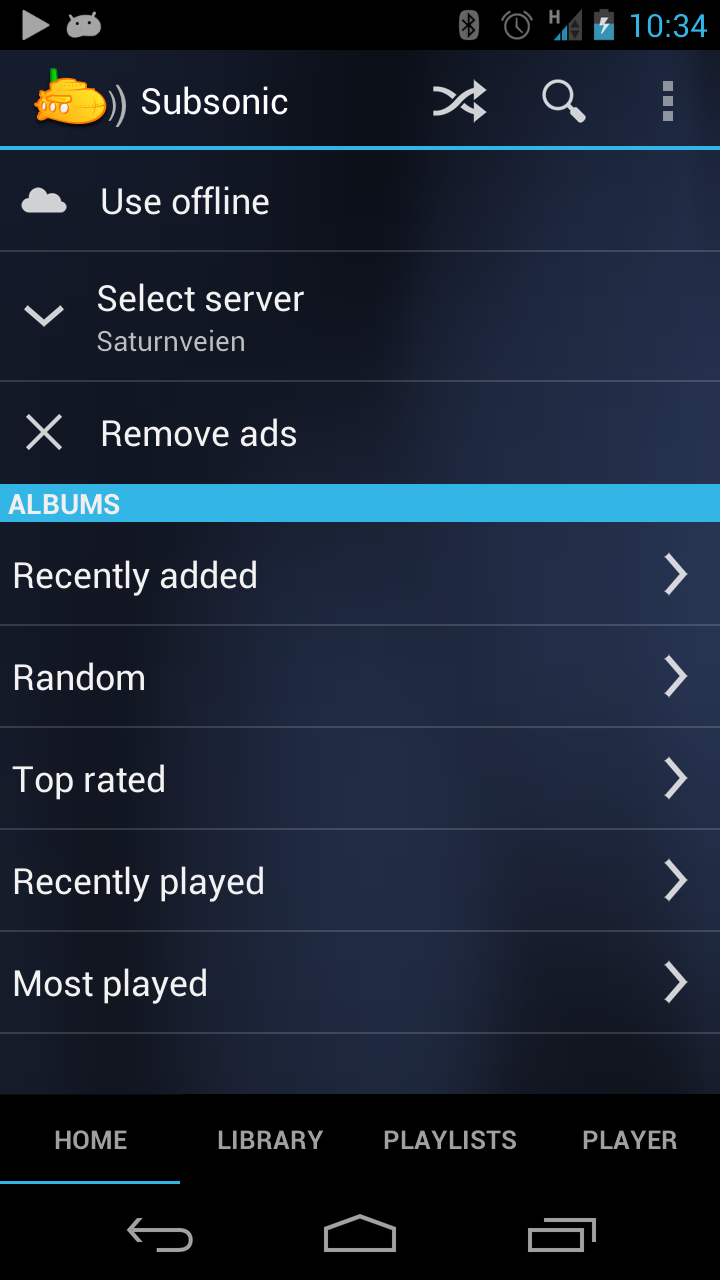 H 10:34
Subsonic
Use offline
Select server
Saturnveien
Remove ads
ALBUMS
Recently added
Random
Top rated
Recently played
Most played
HOME LIBRARY PLAYLISTS PLAYER